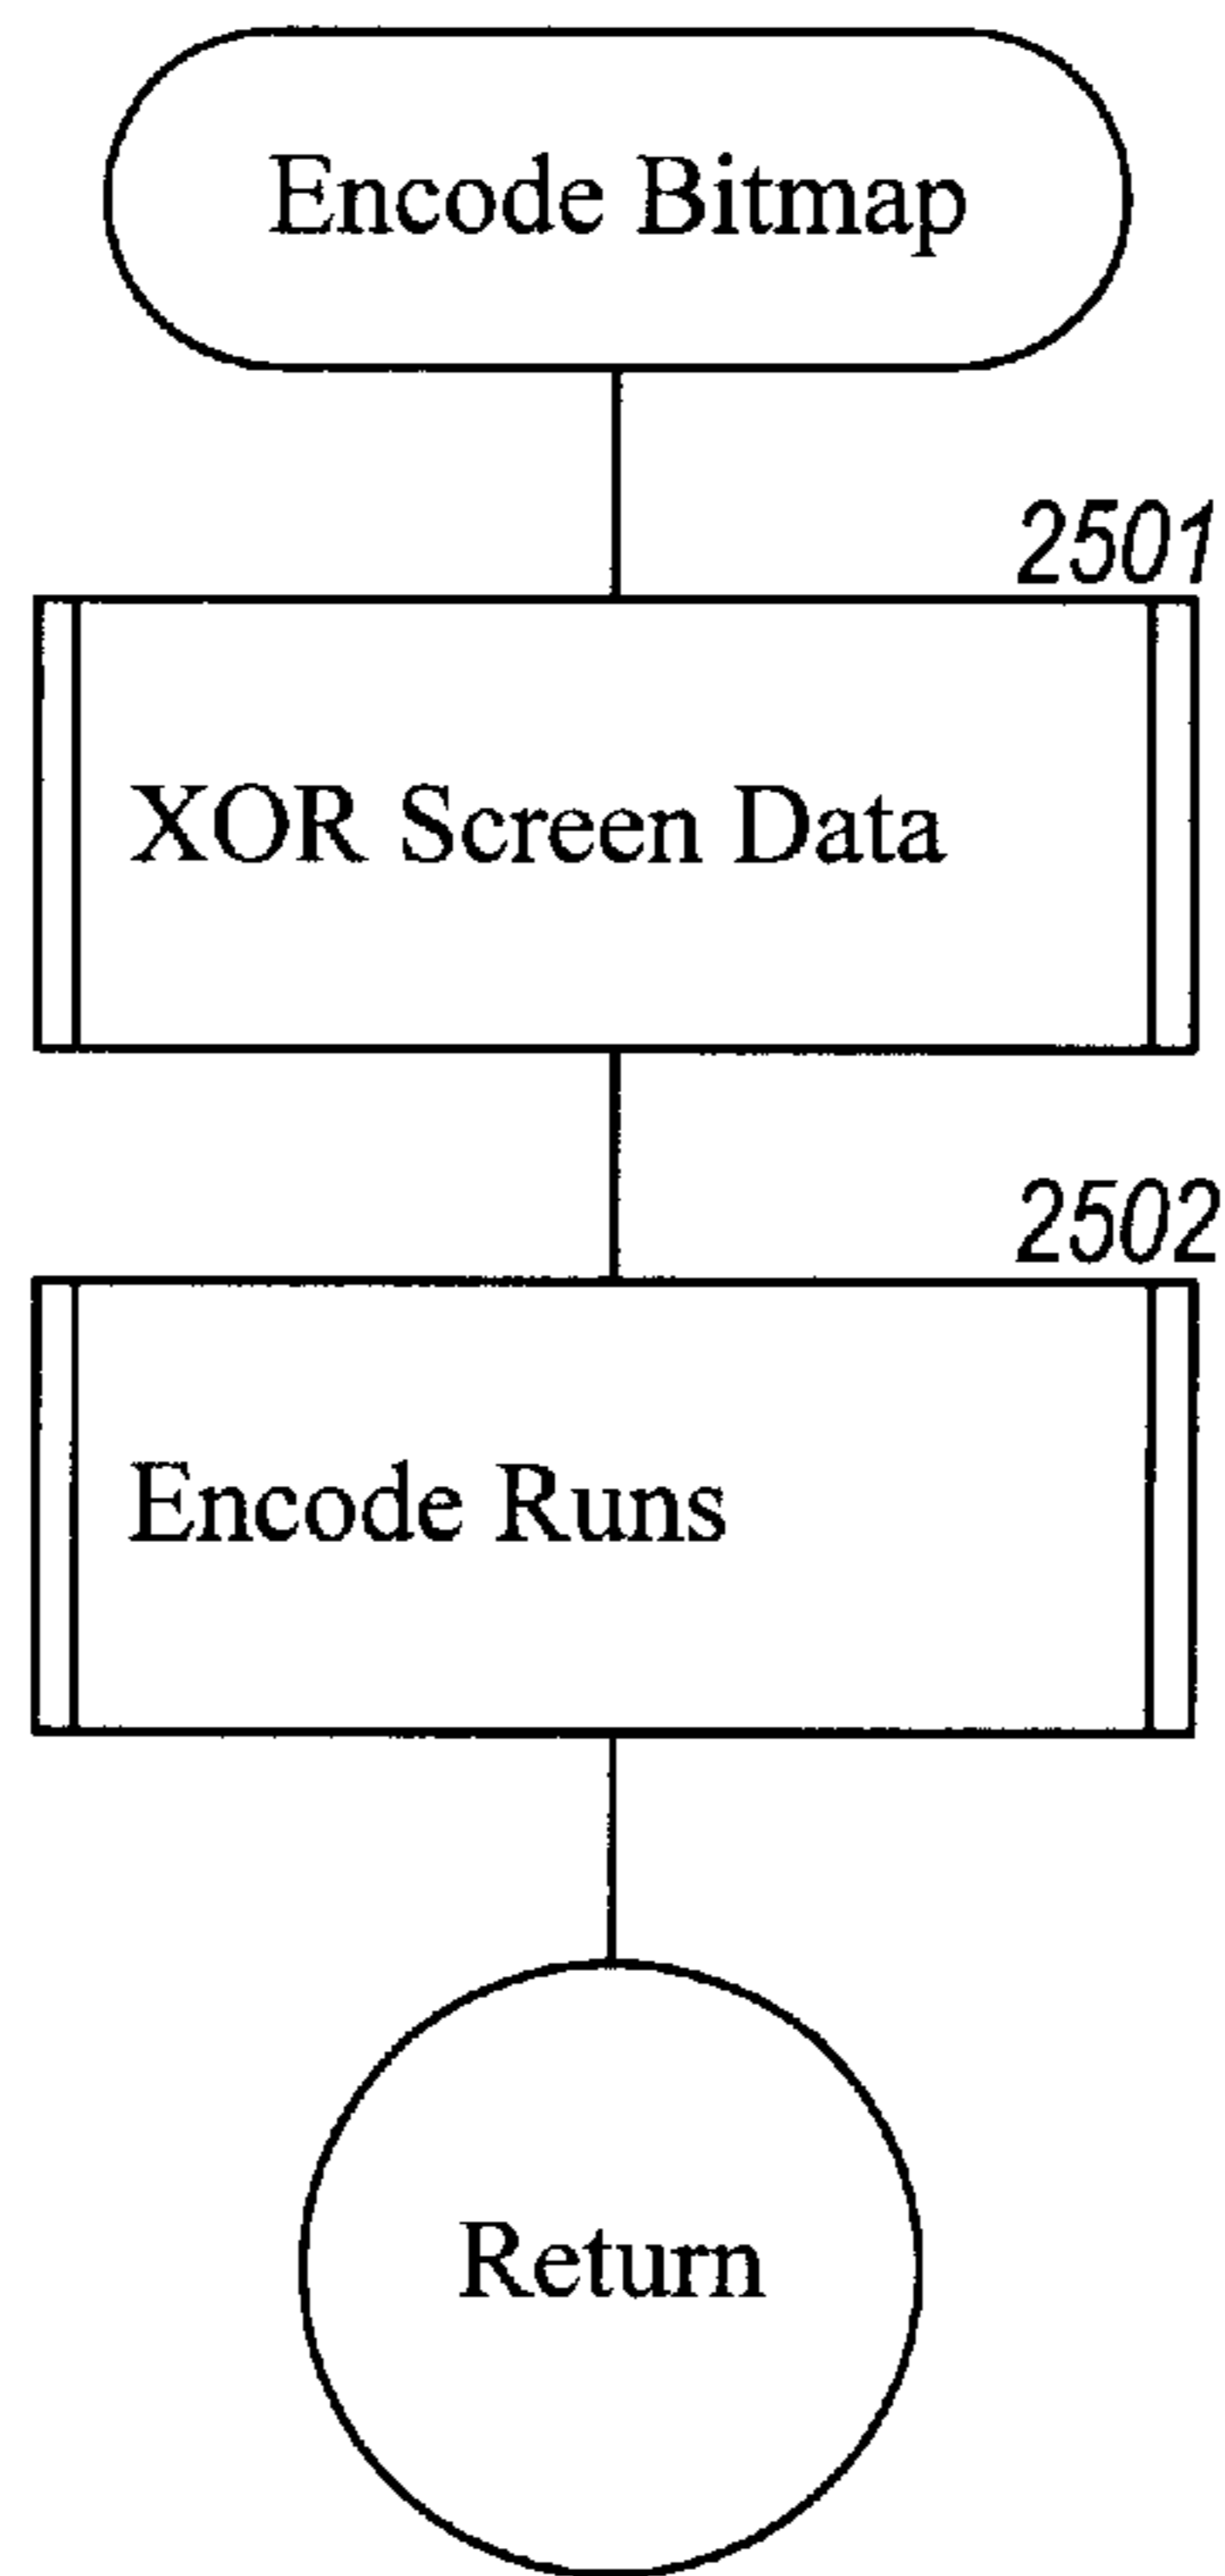 Encode Bitmap
2501
XOR Screen Data
2502
Encode Runs
Return